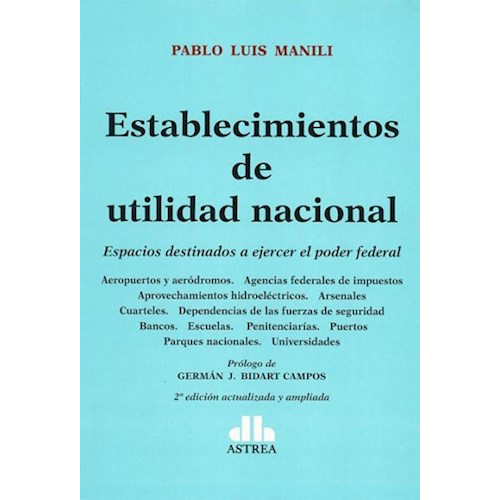 PABLO LUIS MANILI
Establecimientos
de
utilidad nacional
Espacios destinados a ejercer el poder federal
Aeropuertos y aeródromos. Agencias federales de impuestos
Aprovechamientos hidroeléctricos. Arsenales
Cuarteles. Dependencias de las fuerzas de seguridad
Bancos. Escuelas. Penitenciarías. Puertos
Parques nacionales. Universidades
Prólogo de
GERMÁN J. BIDART CAMPOS
2ª edición actualizada y ampliada
ASTREA